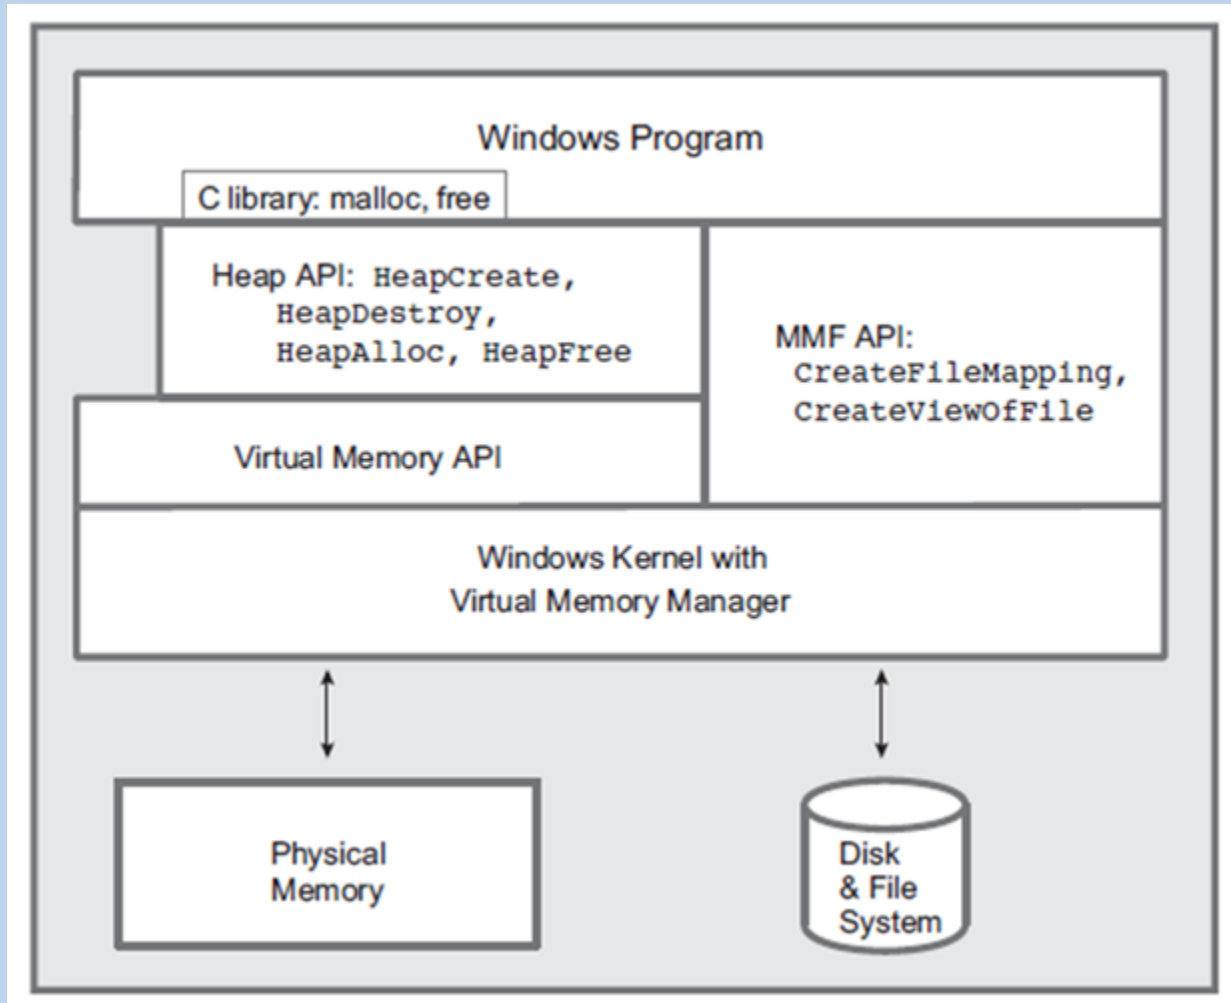 Windows Program
C library: malloc, free
Heap API: HeapCreate,
HeapDestroy,
HeapAlloc, HeapFree
MMF API:
CreateFileMapping,
CreateViewOfFile
Virtual Memory API
Windows Kernel with
Virtual Memory Manager
Physical
Memory
Disk
& File
System